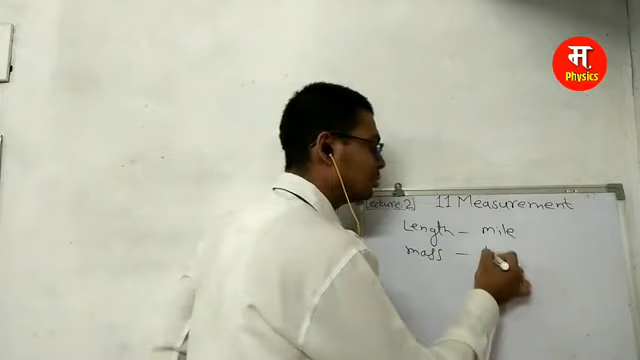 म.
Physics
Lecture 2 11 Measurement
Length - mile
mass -